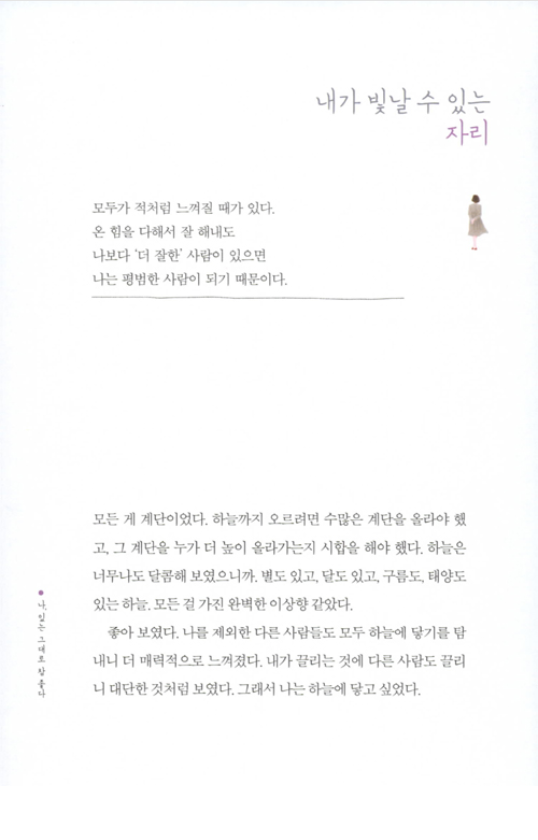 내가 빛날 수 있는
자리
모두가 적처럼 느껴질 때가 있다.
온 힘을 다해서 잘 해내도
나보다 ‘더 잘한’ 사람이 있으면
나는 평범한 사람이 되기 때문이다.
모든 게 계단이었다. 하늘까지 오르려면 수많은 계단을 올라야 했
고, 그 계단을 누가 더 높이 올라가는지 시합을 해야 했다. 하늘은
너무나도 달콤해 보였으니까. 별도 있고, 달도 있고, 구름도, 태양도
있는 하늘. 모든 걸 가진 완벽한 이상향 같았다.
좋아 보였다. 나를 제외한 다른 사람들도 모두 하늘에 닿기를 탐
내니 더 매력적으로 느껴졌다. 내가 끌리는 것에 다른 사람도 끌리
니 대단한 것처럼 보였다. 그래서 나는 하늘에 닿고 싶었다.
나, 있는 그대로 참 좋다